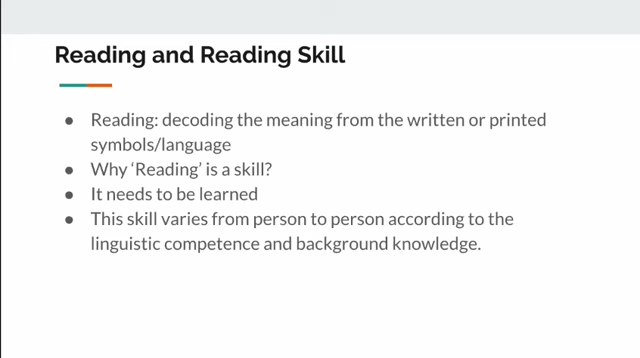 Reading and Reading Skill
● Reading: decoding the meaning from the written or printed
symbols/language
● Why ‘Reading’ is a skill?
● It needs to be learned
● This skill varies from person to person according to the
linguistic competence and background knowledge.